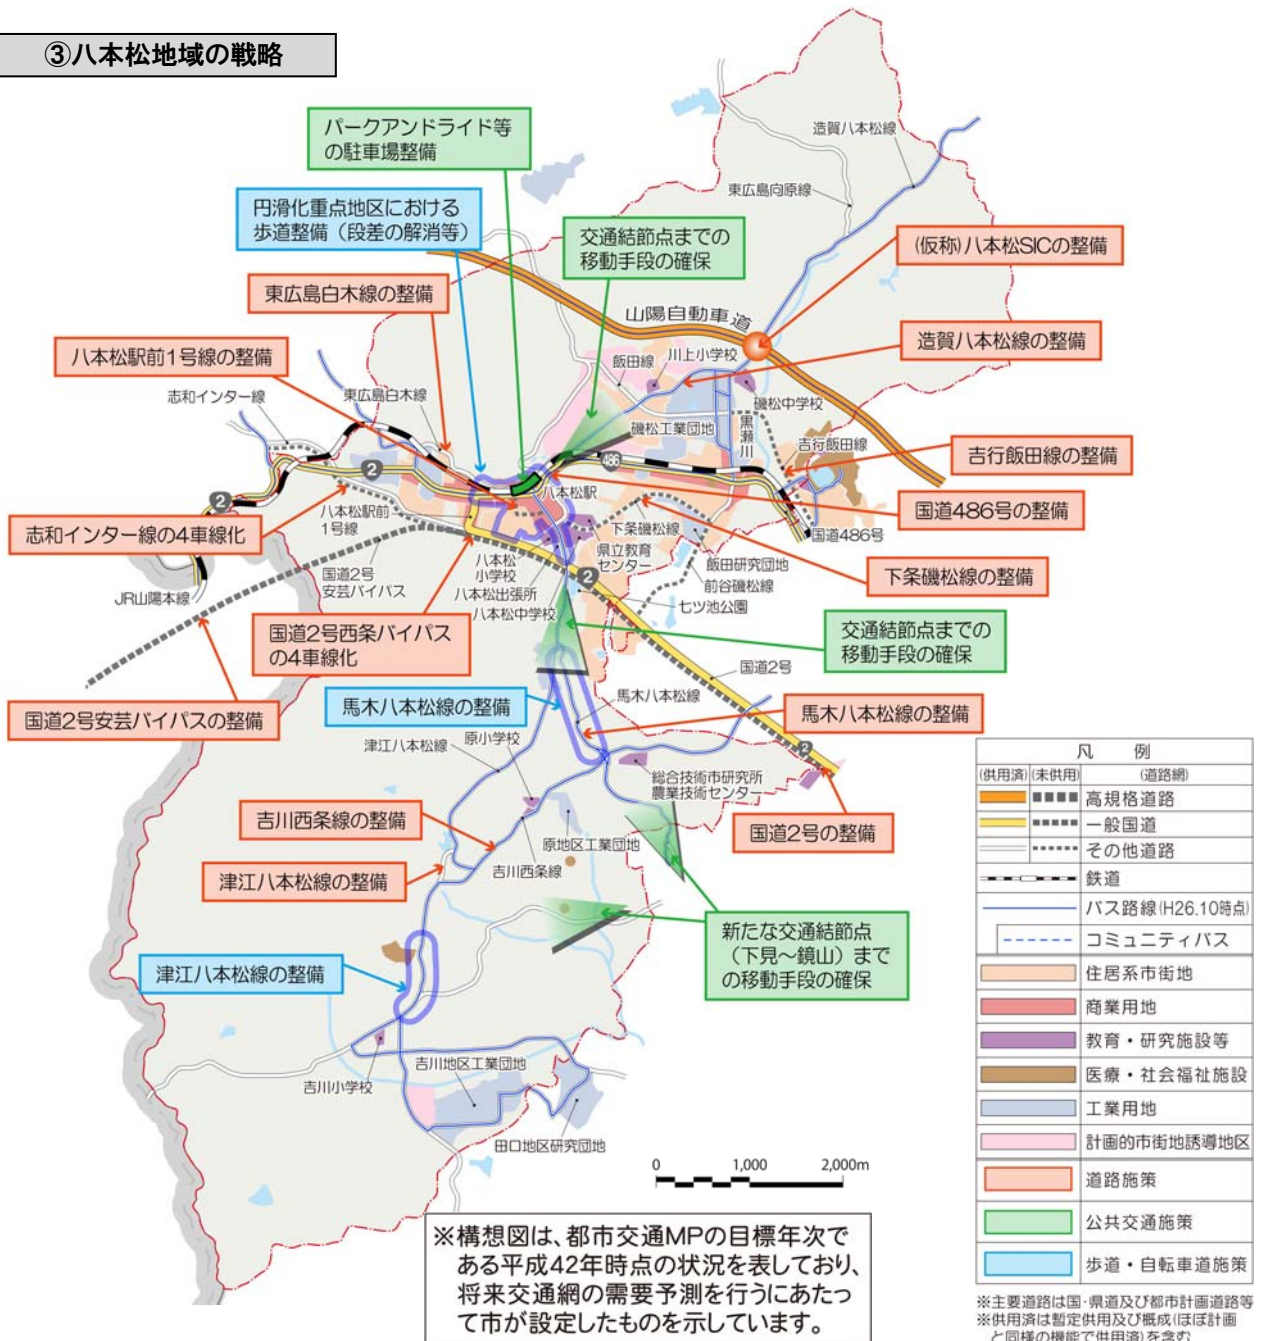 ③八本松地域の戦略
パークアンドライド等
の駐車場整備
円滑化重点地区における
歩道整備（段差の解消等）
交通結節点までの
移動手段の確保
造賀八本松線
東広島向原線
(仮称)八本松SICの整備
東広島白木線の整備
山陽自動車道
造賀八本松線の整備
八本松駅前1号線の整備
飯田線
川上小学校
志和インター線
東広島白木線
磯松中学校
磯松工業団地
黒瀬川
吉行飯田線
吉行飯田線の整備
2
486
2
八本松駅
国道486号の整備
志和インター線の4車線化
八本松駅前
1号線
下条磯松線
国道486号
県立教育
センター
飯田研究団地
下条磯松線の整備
八本松
小学校
前谷磯松線
国道2号
安芸バイパス
八本松出張所
2
JR山陽本線
八本松中学校
七ツ池公園
国道2号西条バイパス
の4車線化
交通結節点までの
移動手段の確保
国道2号
国道2号安芸バイパスの整備
馬木八本松線の整備
馬木八本松線
馬木八本松線の整備
津江八本松線
原小学校
2
総合技術市研究所
農業技術センター
吉川西条線の整備
国道2号の整備
原地区工業団地
吉川西条線
津江八本松線の整備
新たな交通結節点
（下見～鏡山）まで
の移動手段の確保
津江八本松線の整備
吉川小学校
吉川地区工業団地
田口地区研究団地
0 1,000 2,000m
※構想図は、都市交通MPの目標年次で
ある平成42年時点の状況を表しており、
将来交通網の需要予測を行うにあたっ
て市が設定したものを示しています。
凡 例
(供用済) (未供用) (道路網)
高規格道路
一般国道
その他道路
鉄道
バス路線(H26.10時点)
コミュニティバス
住居系市街地
商業用地
教育・研究施設等
医療・社会福祉施設
工業用地
計画的市街地誘導地区
道路施策
公共交通施策
歩道・自転車道施策
※主要道路は国・県道及び都市計画道路等
※供用済は暫定供用及び概成(ほぼ計画
と同様の機能で供用済)を含む